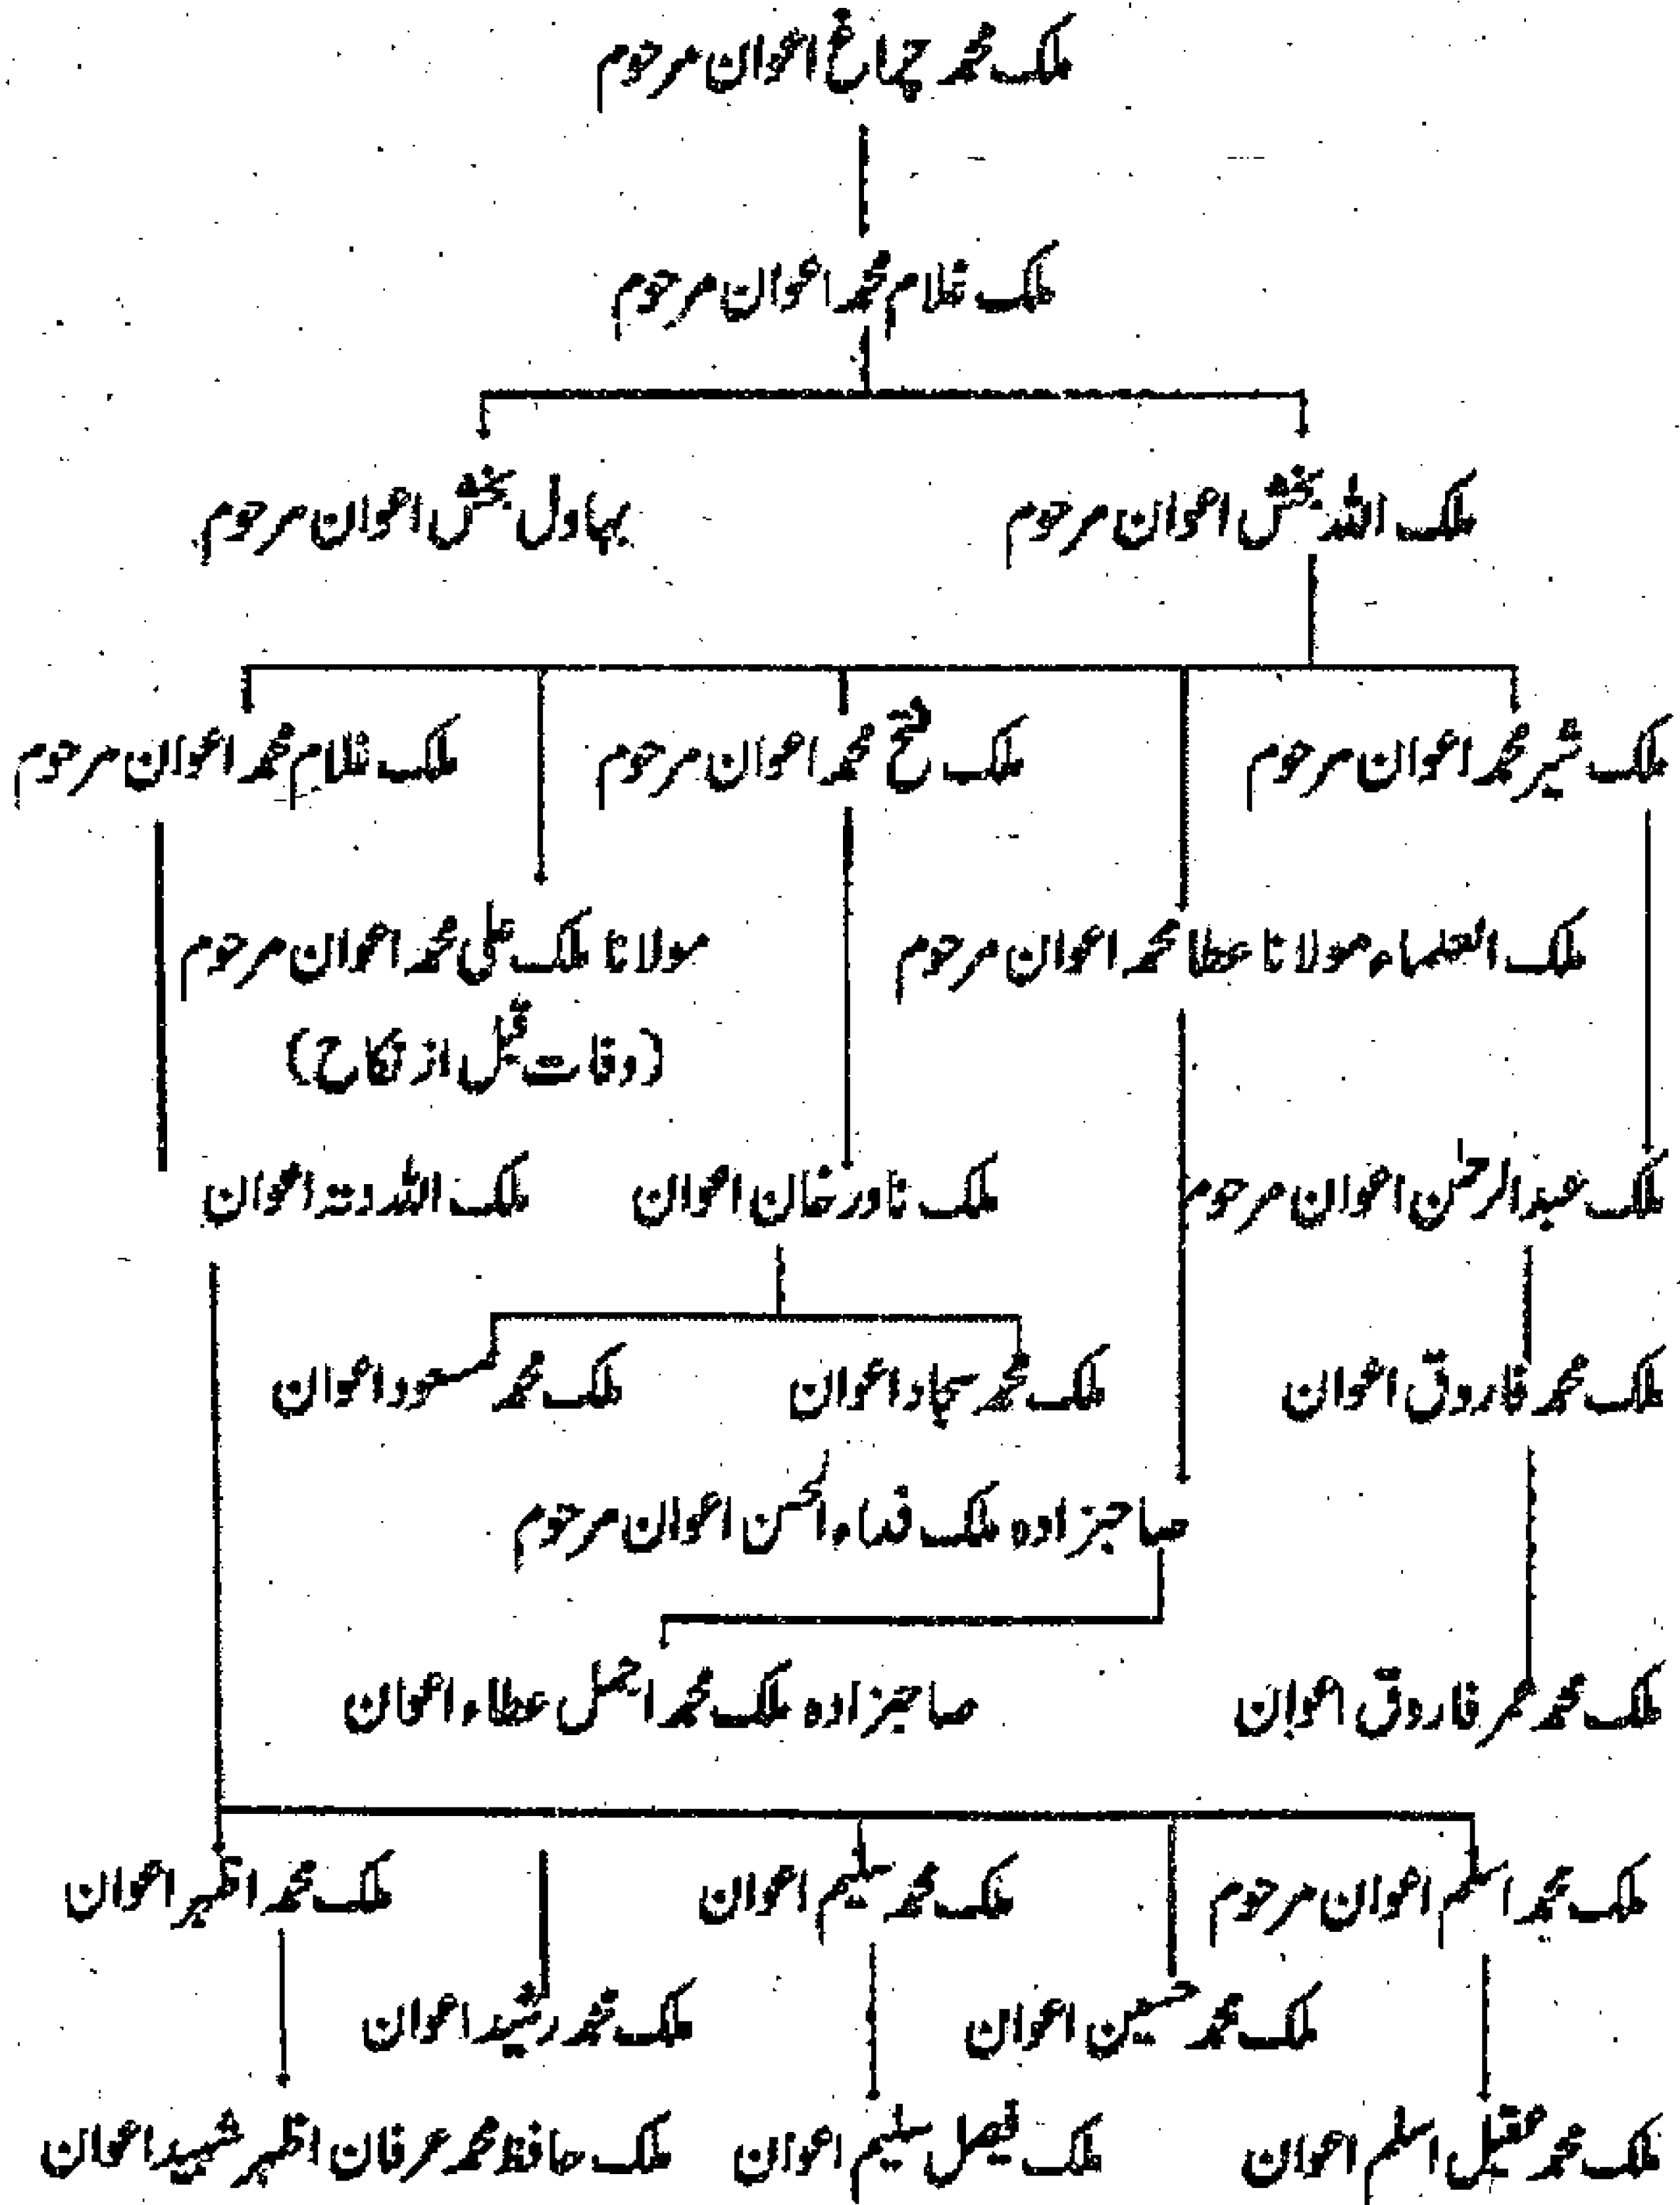 ملک محمد چراغ اعوان مرحوم
ملک غلام محمد اعوان مرحوم
ملک اللہ بخش اعوان مرحوم
بہاول بخش اعوان مرحوم
ملک شیر محمد اعوان مرحوم
ملک فتح محمد اعوان مرحوم
ملک غلام محمد اعوان مرحوم
ملک العلماء مولانا عطا محمد اعوان مرحوم
مولانا ملک علی محمد اعوان مرحوم
(وفات قبل از نکاح)
ملک عبدالرحمٰن اعوان مرحوم
ملک نادر خان اعوان
ملک اللہ دتہ اعوان
ملک محمد فاروق اعوان
ملک محمد سجاد اعوان
ملک محمد مسعود اعوان
صاحبزادہ ملک فداء الحسن اعوان مرحوم
ملک محمد عمر فاروق اعوان
صاحبزادہ ملک محمد اجمل عطاء اعوان
ملک محمد اسلم اعوان مرحوم
ملک محمد سلیم اعوان
ملک محمد اظہر اعوان
ملک محمد حسین اعوان
ملک محمد رشید اعوان
ملک محمد عقیل اسلم اعوان
ملک فیصل سلیم اعوان
ملک حافظ محمد عرفان اظہر شہید اعوان